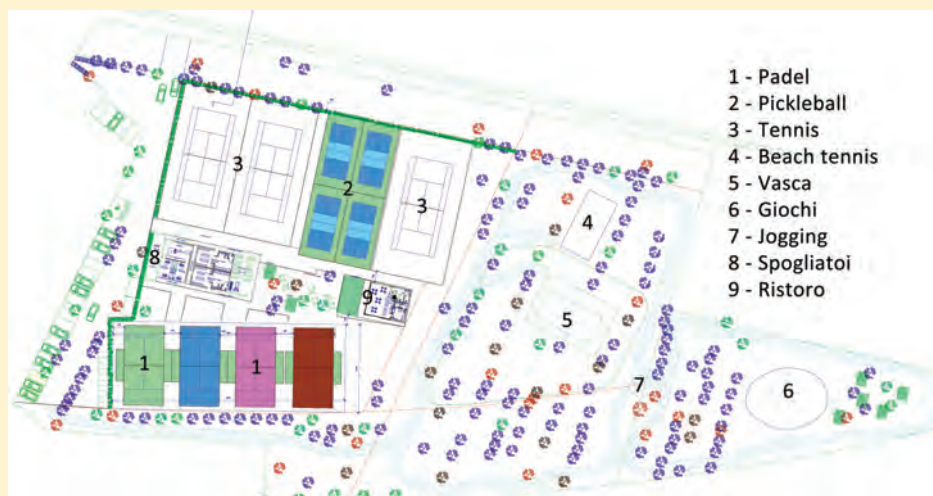 1 - Padel
2 - Pickleball
3 - Tennis
4 - Beach tennis
5 - Vasca
6 - Giochi
7 - Jogging
8 - Spogliatoi
9 - Ristoro
3
2
3
4
8
9
5
1
1
7
6